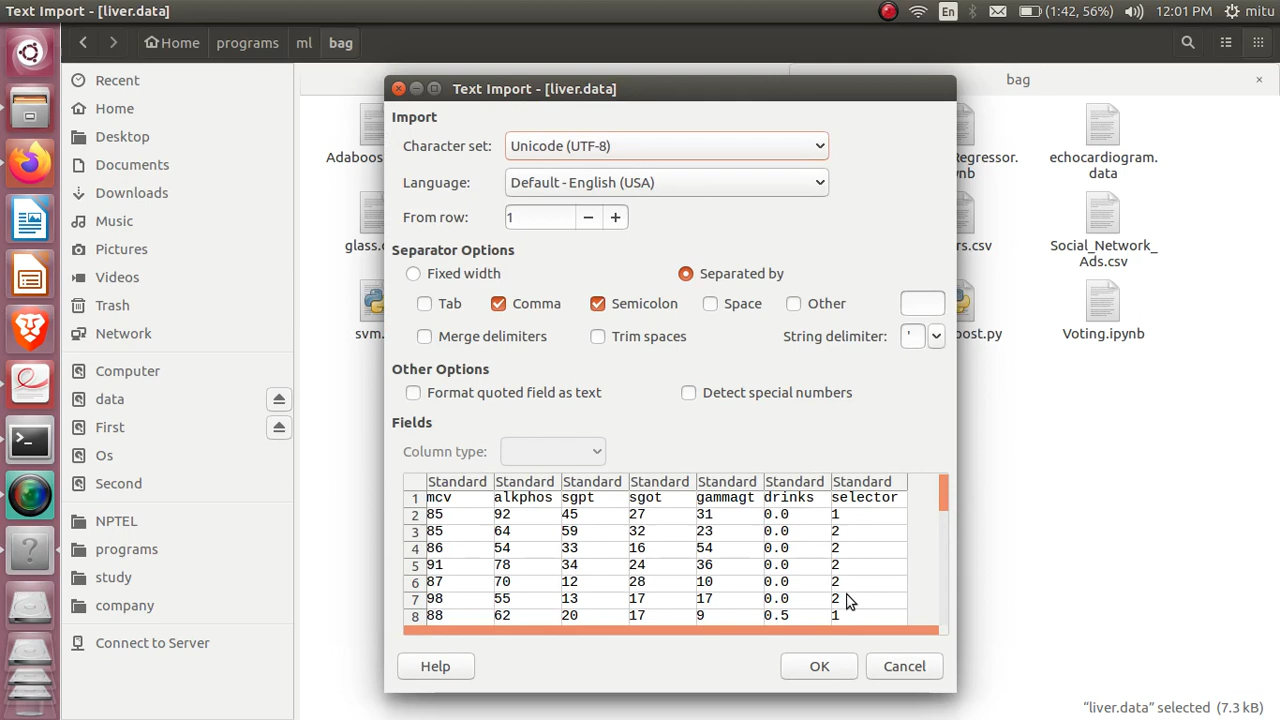 Text Import - [liver.data]
En
(1:42, 56%)
12:01 PM
mitu
Home
programs
ml
bag
Recent
Home
Desktop
Documents
Downloads
Music
Pictures
Videos
Trash
Network
Computer
data
First
Os
Second
NPTEL
programs
study
company
Connect to Server
bag
echocardiogram.
data
Social_Network_
Ads.csv
Voting.ipynb
Text Import - [liver.data]
Import
Character set: Unicode (UTF-8)
Language: Default - English (USA)
From row: 1
Separator Options
Fixed width Separated by
Tab Comma Semicolon Space Other
Merge delimiters Trim spaces String delimiter: '
Other Options
Format quoted field as text Detect special numbers
Fields
Column type:
Standard Standard Standard Standard Standard Standard Standard
1 mcv alkphos sgpt sgot gammagt drinks selector
2 85 92 45 27 31 0.0 1
3 85 64 59 32 23 0.0 2
4 86 54 33 16 54 0.0 2
5 91 78 34 24 36 0.0 2
6 87 70 12 28 10 0.0 2
7 98 55 13 17 17 0.0 2
8 88 62 20 17 9 0.5 1
Help OK Cancel
"liver.data" selected (7.3 kB)